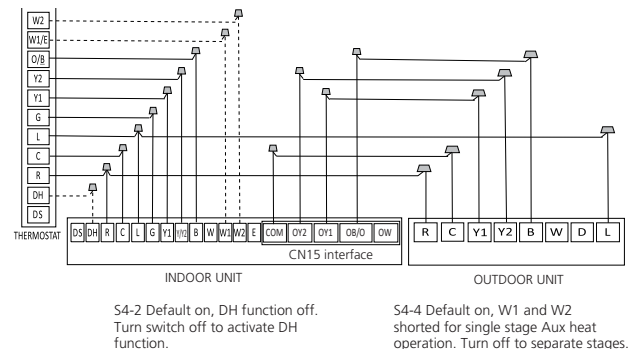 W2
W1/E
O/B
Y2
Y1
G
L
C
R
DH
DS
THERMOSTAT
DS DH R C L G Y1 Y/Y2 B W W1 W2 E COM OY2 OY1 OB/O OW
CN15 interface
R C Y1 Y2 B W D L
INDOOR UNIT
OUTDOOR UNIT
S4-2 Default on, DH function off.
Turn switch off to activate DH
function.
S4-4 Default on, W1 and W2
shorted for single stage Aux heat
operation. Turn off to separate stages.